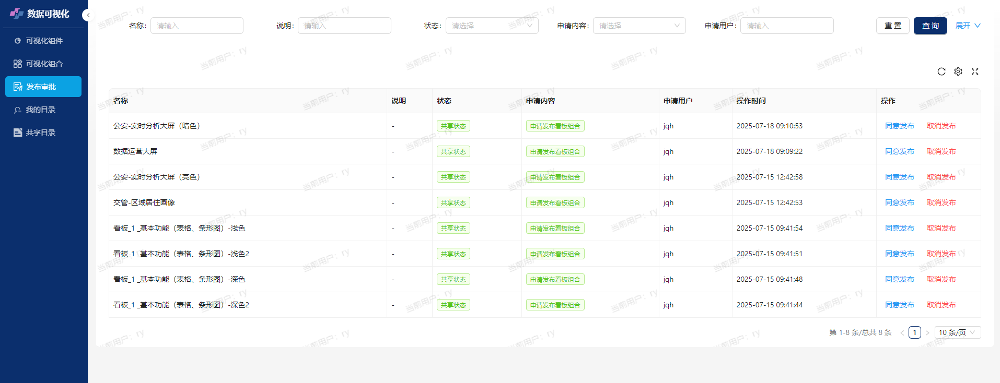 数据可视化
可视化组件
可视化组合
发布审批
我的目录
共享目录
名称: 请输入 说明: 请输入 状态: 请选择 申请内容: 请选择 申请用户: 请输入 重置 查询 展开
名称 说明 状态 申请内容 申请用户 操作时间 操作
公安-实时分析大屏（暗色） - 共享状态 申请发布看板组合 jqh 2025-07-18 09:10:53 同意发布 取消发布
数据运营大屏 - 共享状态 申请发布看板组合 jqh 2025-07-18 09:09:22 同意发布 取消发布
公安-实时分析大屏（亮色） - 共享状态 申请发布看板组合 jqh 2025-07-15 12:42:58 同意发布 取消发布
交管-区域居住画像 - 共享状态 申请发布看板组合 jqh 2025-07-15 12:42:53 同意发布 取消发布
看板_1 _基本功能（表格、条形图）-浅色 - 共享状态 申请发布看板组合 jqh 2025-07-15 09:41:54 同意发布 取消发布
看板_1 _基本功能（表格、条形图）-浅色2 - 共享状态 申请发布看板组合 jqh 2025-07-15 09:41:51 同意发布 取消发布
看板_1 _基本功能（表格、条形图）-深色 - 共享状态 申请发布看板组合 jqh 2025-07-15 09:41:48 同意发布 取消发布
看板_1 _基本功能（表格、条形图）-深色2 - 共享状态 申请发布看板组合 jqh 2025-07-15 09:41:44 同意发布 取消发布
第 1-8 条/总共 8 条 1 10 条/页
当前用户：ry